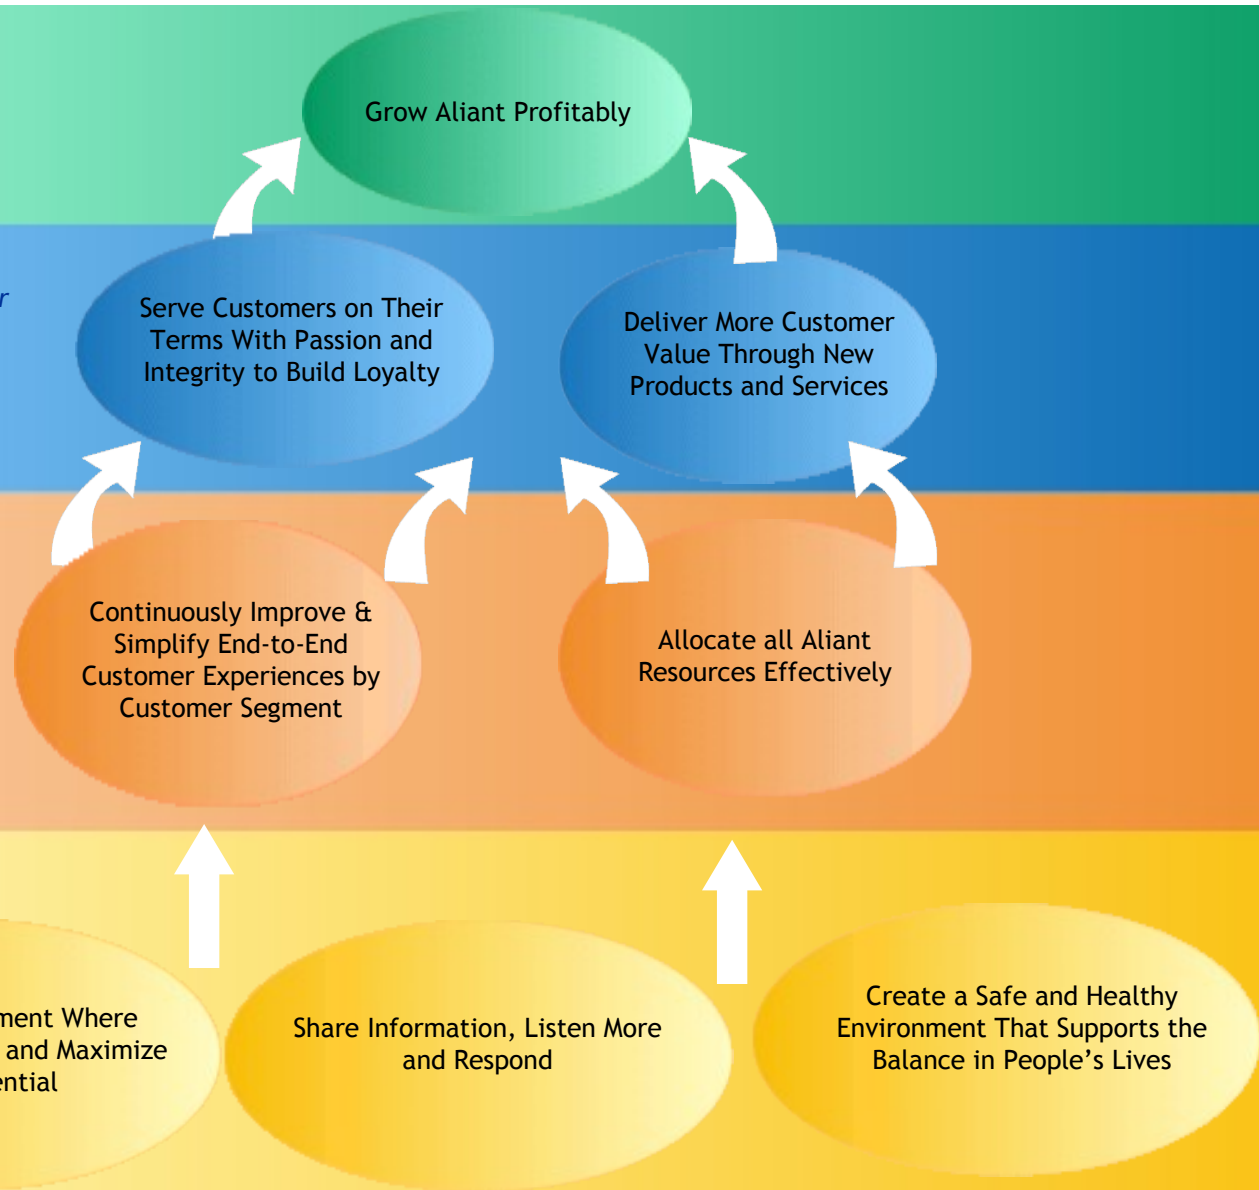 Grow Aliant Profitably
r
Serve Customers on Their
Terms With Passion and
Integrity to Build Loyalty
Deliver More Customer
Value Through New
Products and Services
Continuously Improve &
Simplify End-to-End
Customer Experiences by
Customer Segment
Allocate all Aliant
Resources Effectively
ment Where
and Maximize
ential
Share Information, Listen More
and Respond
Create a Safe and Healthy
Environment That Supports the
Balance in People’s Lives